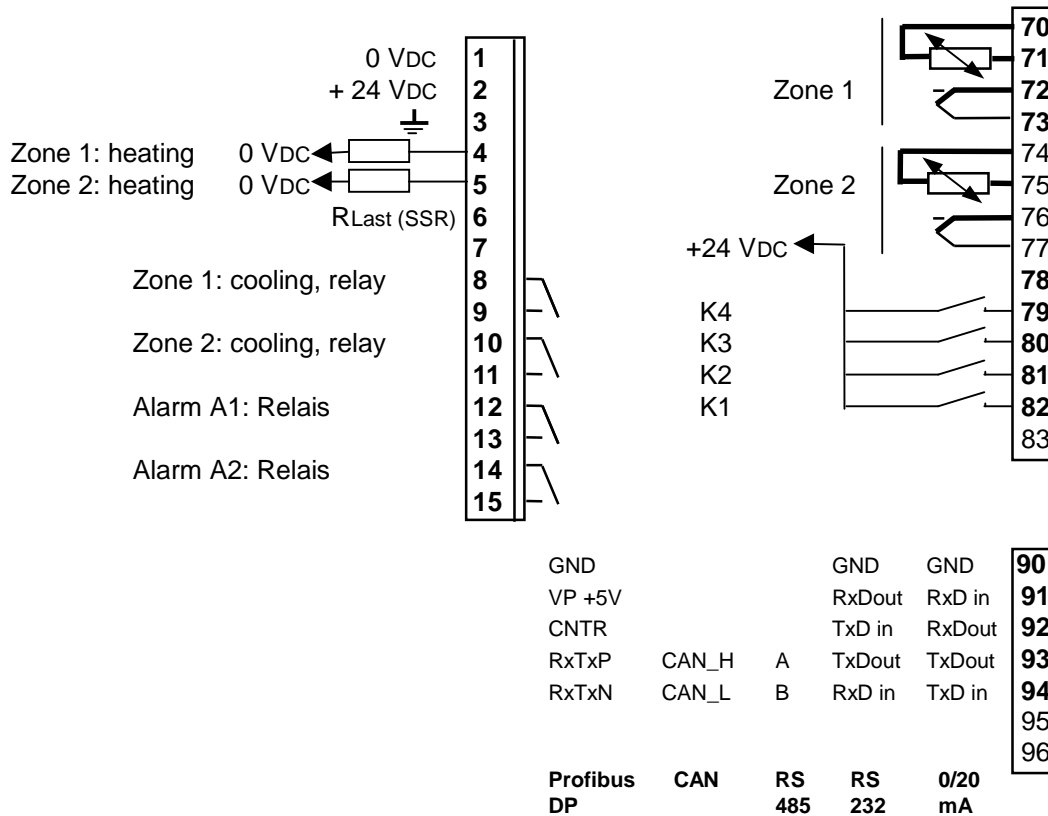 0 VDC 1
+ 24 VDC 2
3
Zone 1: heating 0 VDC 4
Zone 2: heating 0 VDC 5
RLast (SSR) 6
7
Zone 1: cooling, relay 8
9
Zone 2: cooling, relay 10
11
Alarm A1: Relais 12
13
Alarm A2: Relais 14
15
70
71
Zone 1 72
73
74
Zone 2 75
76
+24 VDC 77
78
K4 79
K3 80
K2 81
K1 82
83
GND GND GND 90
VP +5V RxDout RxD in 91
CNTR TxD in RxDout 92
RxTxP CAN_H A TxDout TxDout 93
RxTxN CAN_L B RxD in TxD in 94
95
96
Profibus CAN RS RS 0/20
DP 485 232 mA